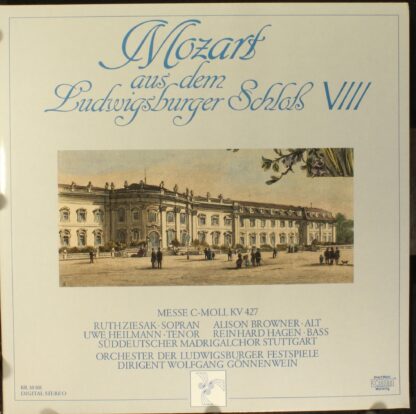 Mozart
aus dem
Ludwigsburger Schloß VIII
MESSE C-MOLL KV 427
RUTH ZIESAK · SOPRAN ALISON BROWNER · ALT
UWE HEILMANN · TENOR REINHARD HAGEN · BASS
SÜDDEUTSCHER MADRIGALCHOR STUTTGART
ORCHESTER DER LUDWIGSBURGER FESTSPIELE
DIRIGENT WOLFGANG GÖNNENWEIN
DIGITAL STEREO